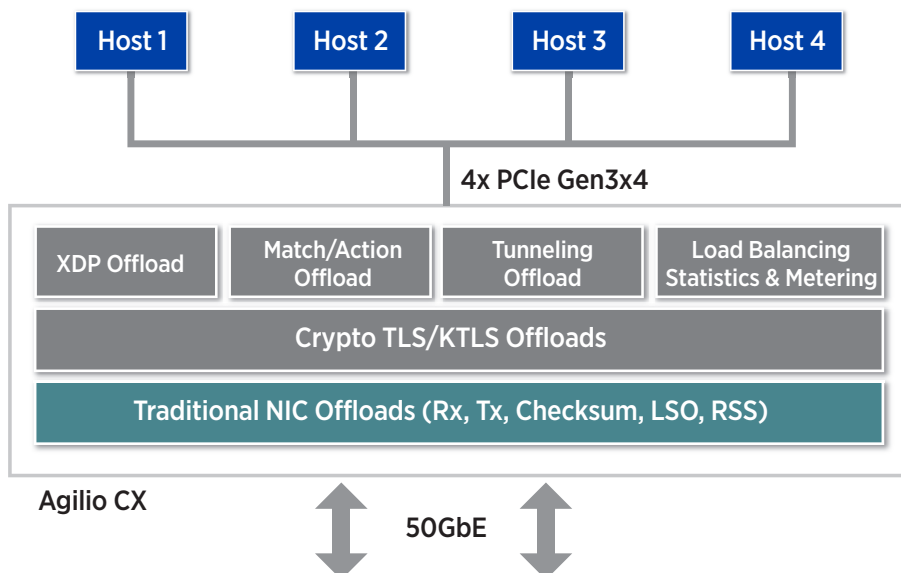 Host 1
Host 2
Host 3
Host 4
4x PCIe Gen3x4
XDP Offload
Match/Action
Offload
Tunneling
Offload
Load Balancing
Statistics & Metering
Crypto TLS/KTLS Offloads
Traditional NIC Offloads (Rx, Tx, Checksum, LSO, RSS)
Agilio CX
50GbE